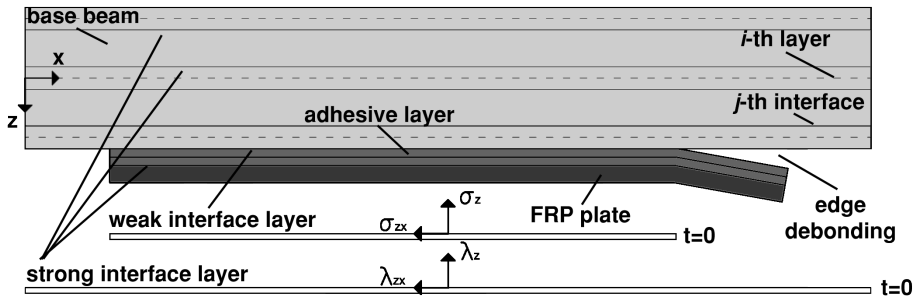 base beam
i-th layer
x
j-th interface
z
adhesive layer
σz
weak interface layer
FRP plate
edge
debonding
σzx
t=0
strong interface layer
λz
λzx
t=0